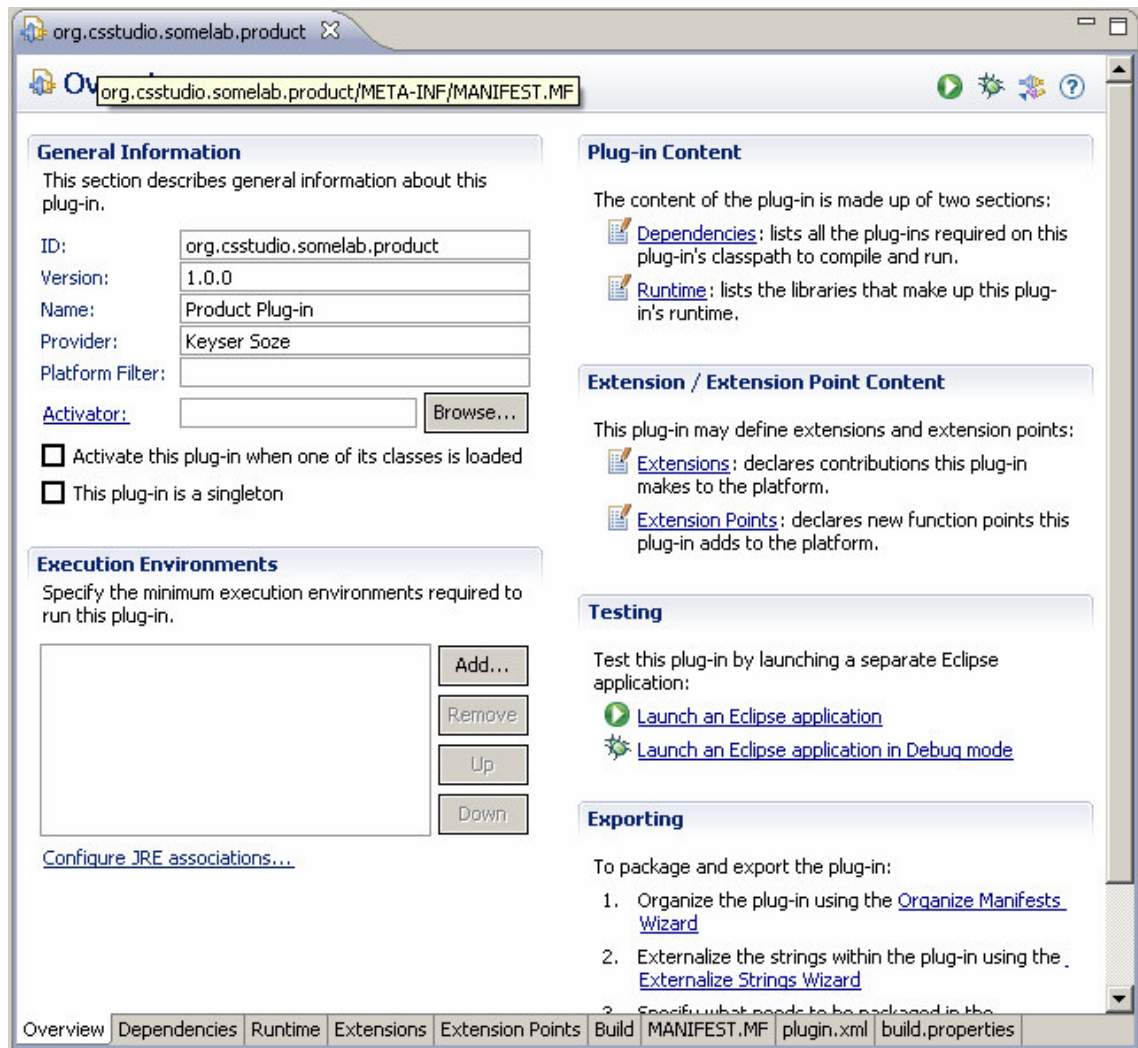 org.csstudio.somelab.product
Ov
org.csstudio.somelab.product/META-INF/MANIFEST.MF
General Information
This section describes general information about this
plug-in.
ID: org.csstudio.somelab.product
Version: 1.0.0
Name: Product Plug-in
Provider: Keyser Soze
Platform Filter:
Activator: Browse...
Activate this plug-in when one of its classes is loaded
This plug-in is a singleton
Execution Environments
Specify the minimum execution environments required to
run this plug-in.
Add...
Remove
Up
Down
Configure JRE associations...
Plug-in Content
The content of the plug-in is made up of two sections:
Dependencies: lists all the plug-ins required on this
plug-in's classpath to compile and run.
Runtime: lists the libraries that make up this plug-
in's runtime.
Extension / Extension Point Content
This plug-in may define extensions and extension points:
Extensions: declares contributions this plug-in
makes to the platform.
Extension Points: declares new function points this
plug-in adds to the platform.
Testing
Test this plug-in by launching a separate Eclipse
application:
Launch an Eclipse application
Launch an Eclipse application in Debug mode
Exporting
To package and export the plug-in:
1. Organize the plug-in using the Organize Manifests
Wizard
2. Externalize the strings within the plug-in using the
Externalize Strings Wizard
3. Specify what needs to be packaged in the
Overview Dependencies Runtime Extensions Extension Points Build MANIFEST.MF plugin.xml build.properties